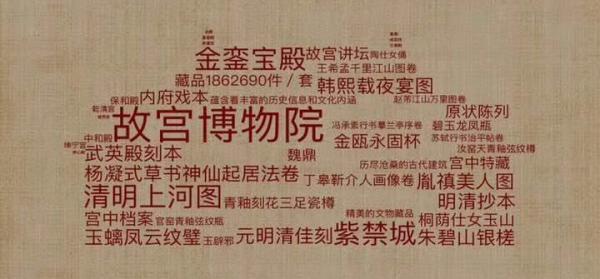 金銮宝殿 故宫讲坛 陶仕女俑
王希孟千里江山图卷
藏品1862690件/套 韩熙载夜宴图
保和殿 内府戏本 蕴含着丰富的历史信息和文化内涵 赵芾江山万里图卷
乾清宫 原状陈列
故宫博物院 冯承素行书摹兰亭序卷 碧玉龙凤瓶
中和殿 金瓯永固杯 苏轼行书治平帖卷
坤宁宫 武英殿刻本 魏鼎 汝窑天青釉弦纹樽
历尽沧桑的古代建筑 宫中特藏
杨凝式草书神仙起居法卷 丁皋靳介人画像卷 胤禛美人图
清明上河图 青釉刻花三足瓷樽 明清抄本
宫中档案 官窑青釉弦纹瓶 精美的文物藏品 桐荫仕女玉山
玉螭凤云纹璧 玉辟邪 元明清佳刻 紫禁城 朱碧山银槎